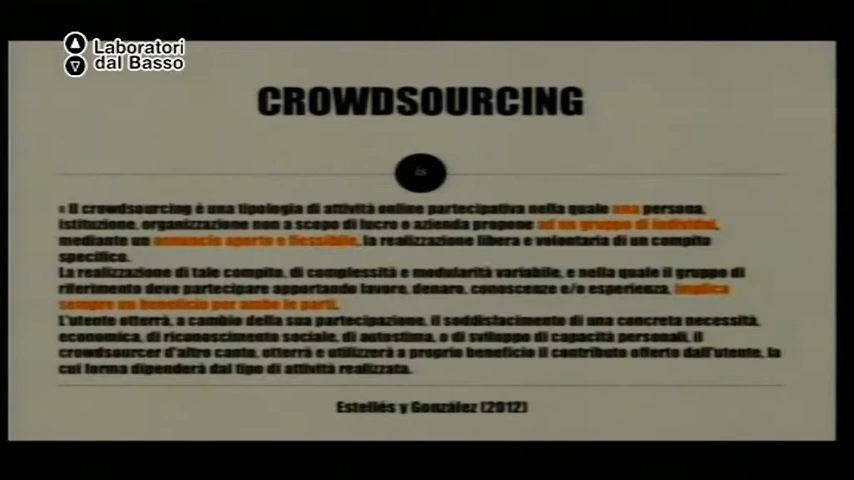 Laboratori
dal Basso
CROWDSOURCING
« Il crowdsourcing è una tipologia di attività online partecipativa nella quale una persona,
istituzione, organizzazione non a scopo di lucro o azienda propone ad un gruppo di individui,
mediante un annuncio aperto e flessibile, la realizzazione libera e volontaria di un compito
specifico.
La realizzazione di tale compito, di complessità e modularità variabile, e nella quale il gruppo di
riferimento deve partecipare apportando lavoro, denaro, conoscenze e/o esperienza, implica
sempre un beneficio per ambe le parti.
L'utente otterrà, a cambio della sua partecipazione, il soddisfacimento di una concreta necessità,
economica, di riconoscimento sociale, di autostima, o di sviluppo di capacità personali, il
crowdsourcer d'altro canto, otterrà e utilizzerà a proprio beneficio il contributo offerto dall'utente, la
cui forma dipenderà dal tipo di attività realizzata.
Estellés y González (2012)